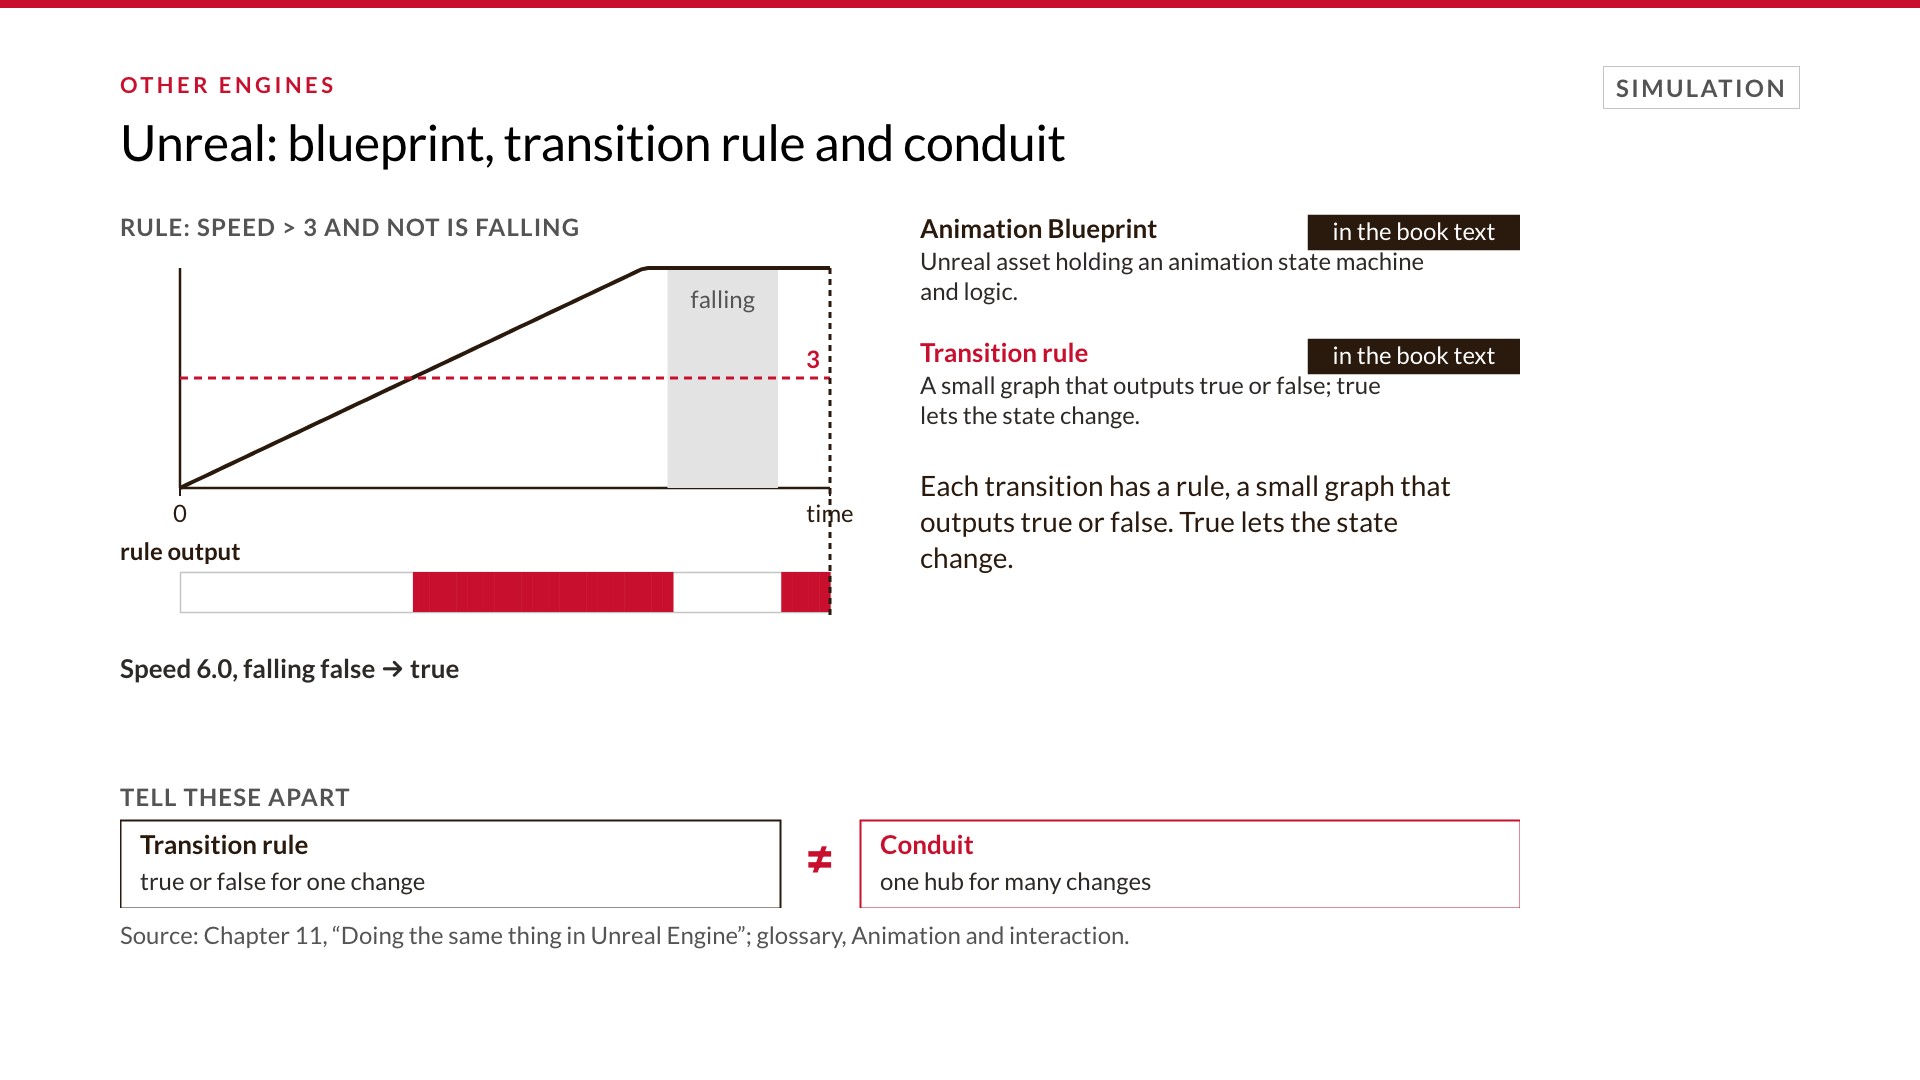 OTHER ENGINES
SIMULATION
Unreal: blueprint, transition rule and conduit
RULE: SPEED > 3 AND NOT IS FALLING
falling
3
0
time
rule output
Speed 6.0, falling false → true
Animation Blueprint
in the book text
Unreal asset holding an animation state machine
and logic.
Transition rule
in the book text
A small graph that outputs true or false; true
lets the state change.
Each transition has a rule, a small graph that
outputs true or false. True lets the state
change.
TELL THESE APART
Transition rule
true or false for one change
≠
Conduit
one hub for many changes
Source: Chapter 11, “Doing the same thing in Unreal Engine”; glossary, Animation and interaction.